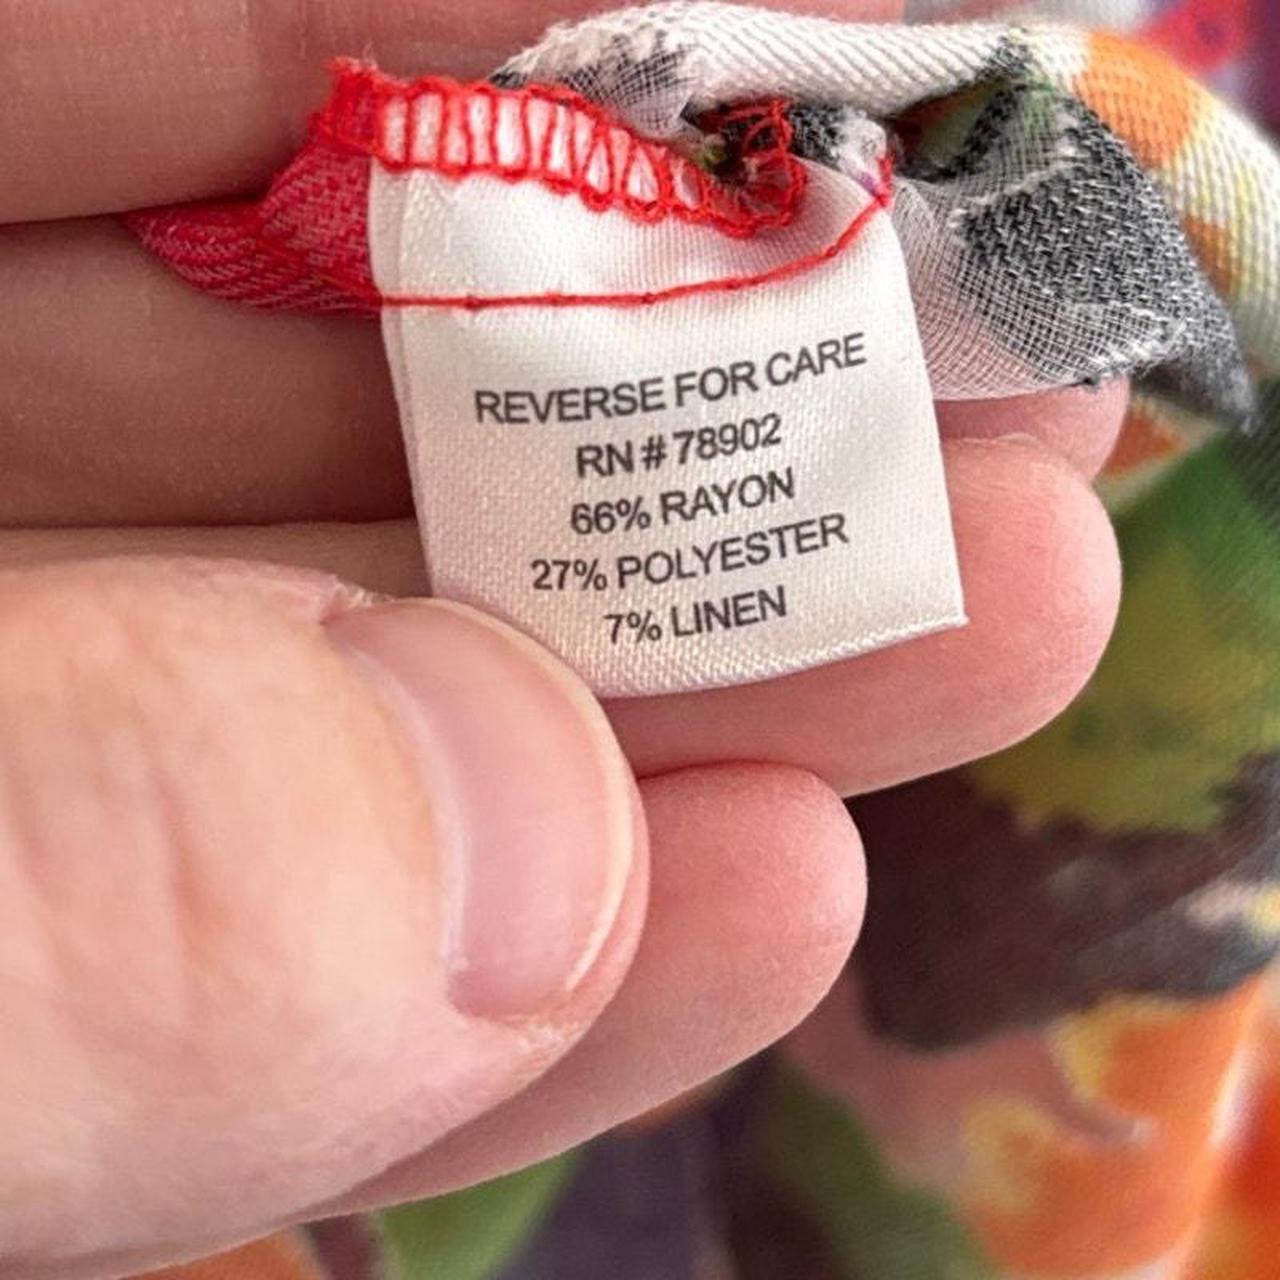 REVERSE FOR CARE
RN # 78902
66% RAYON
27% POLYESTER
7% LINEN